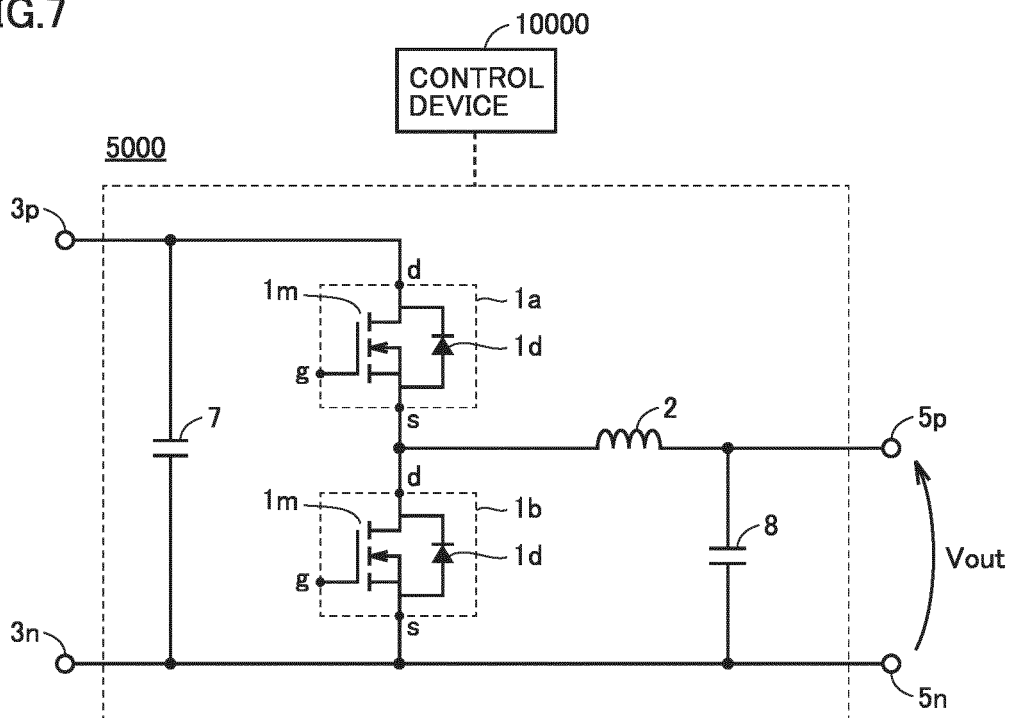 IG.7
10000
CONTROL
DEVICE
5000
3p
d
1m
1a
1d
g
s
2
5p
7
d
1m
1b
8
1d
Vout
g
s
3n
5n